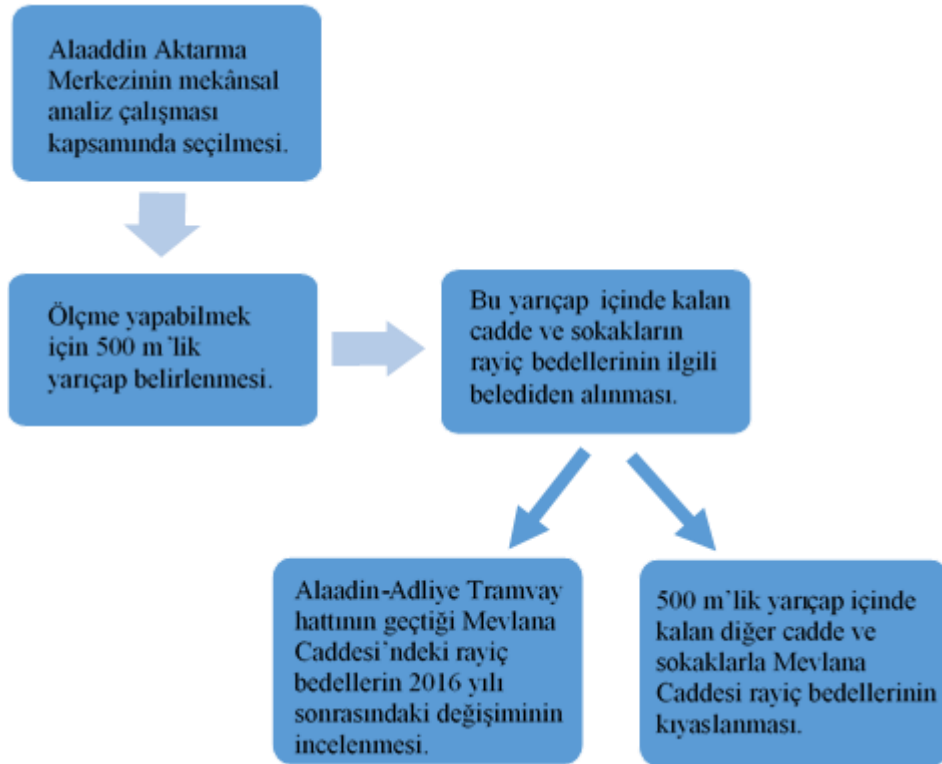 Alaaddin Aktarma
Merkezinin mekânsal
analiz çalışması
kapsamında seçilmesi.
Ölçme yapabilmek
için 500 m´lik
yarıçap belirlenmesi.
Bu yarıçap içinde kalan
cadde ve sokakların
rayiç bedellerinin ilgili
belediden alınması.
Alaadin-Adliye Tramvay
hattının geçtiği Mevlana
Caddesi´ndeki rayiç
bedellerin 2016 yılı
sonrasındaki değişiminin
incelenmesi.
500 m´lik yarıçap içinde
kalan diğer cadde ve
sokaklarla Mevlana
Caddesi rayiç bedellerinin
kıyaslanması.